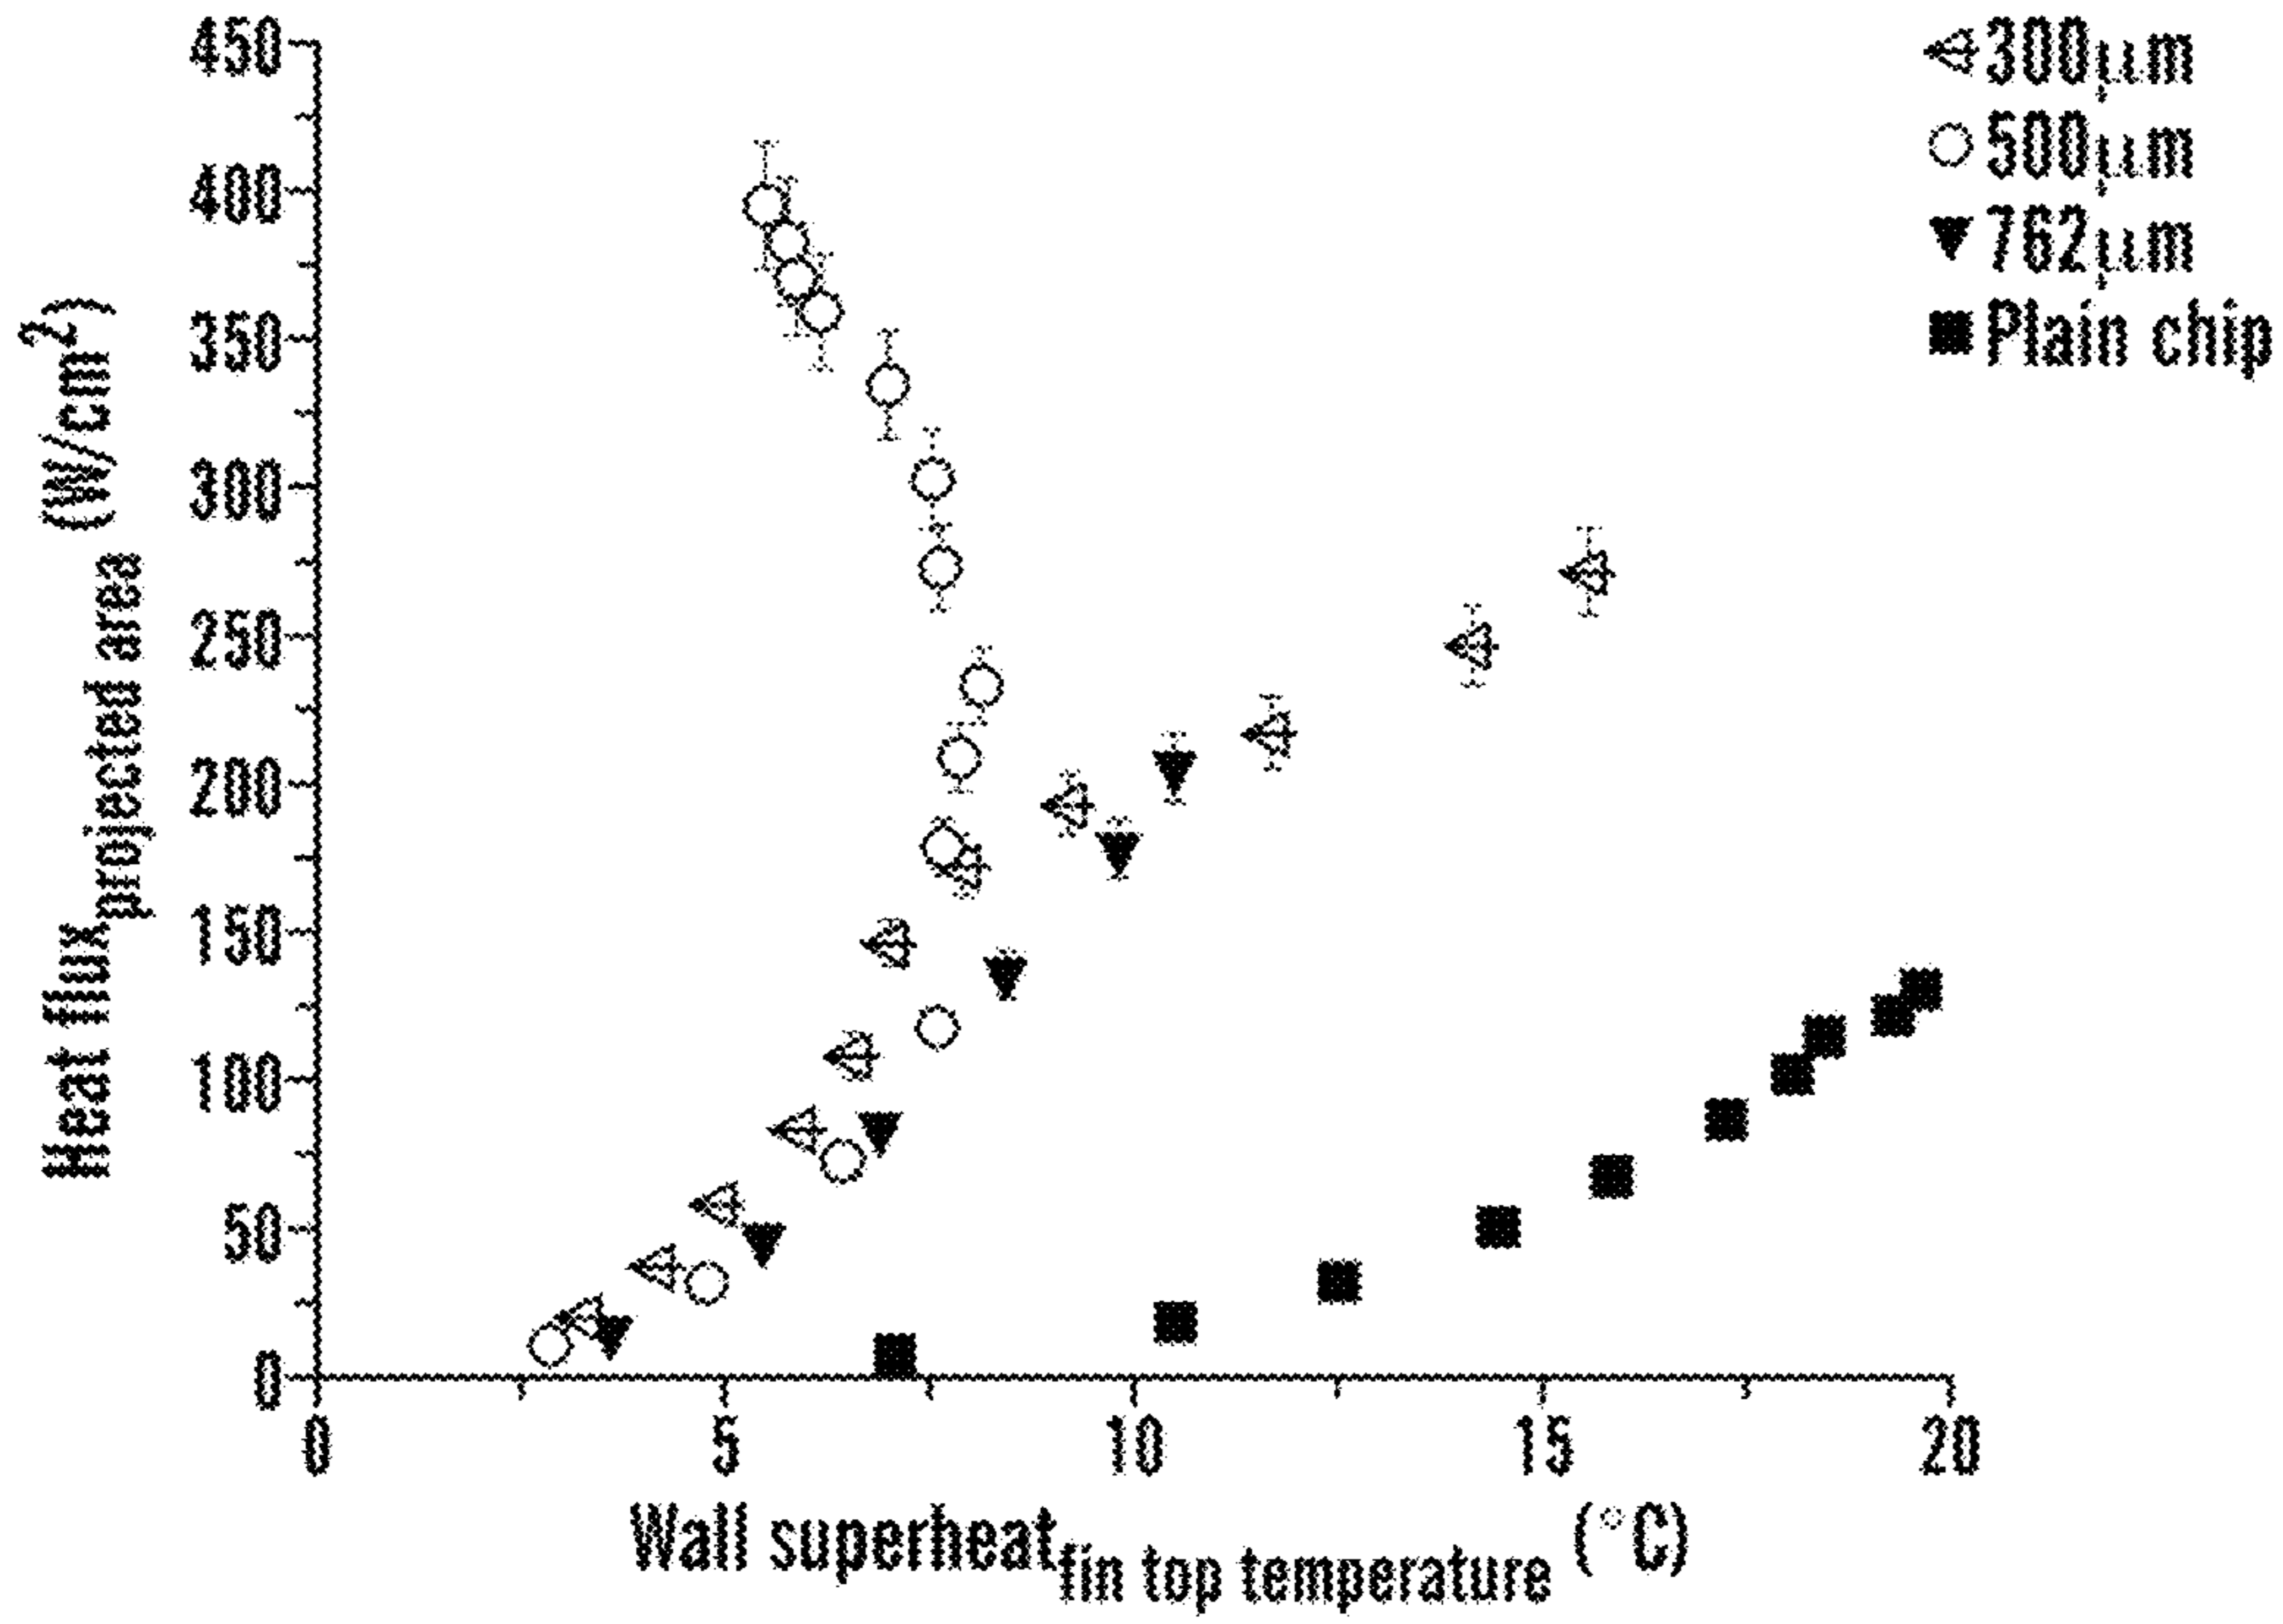 Heat flux projected area (W/cm²)
450
400
350
300
250
200
150
100
50
0
0 5 10 15 20
Wall superheat fin top temperature (°C)
300μm
500μm
762μm
Plain chip